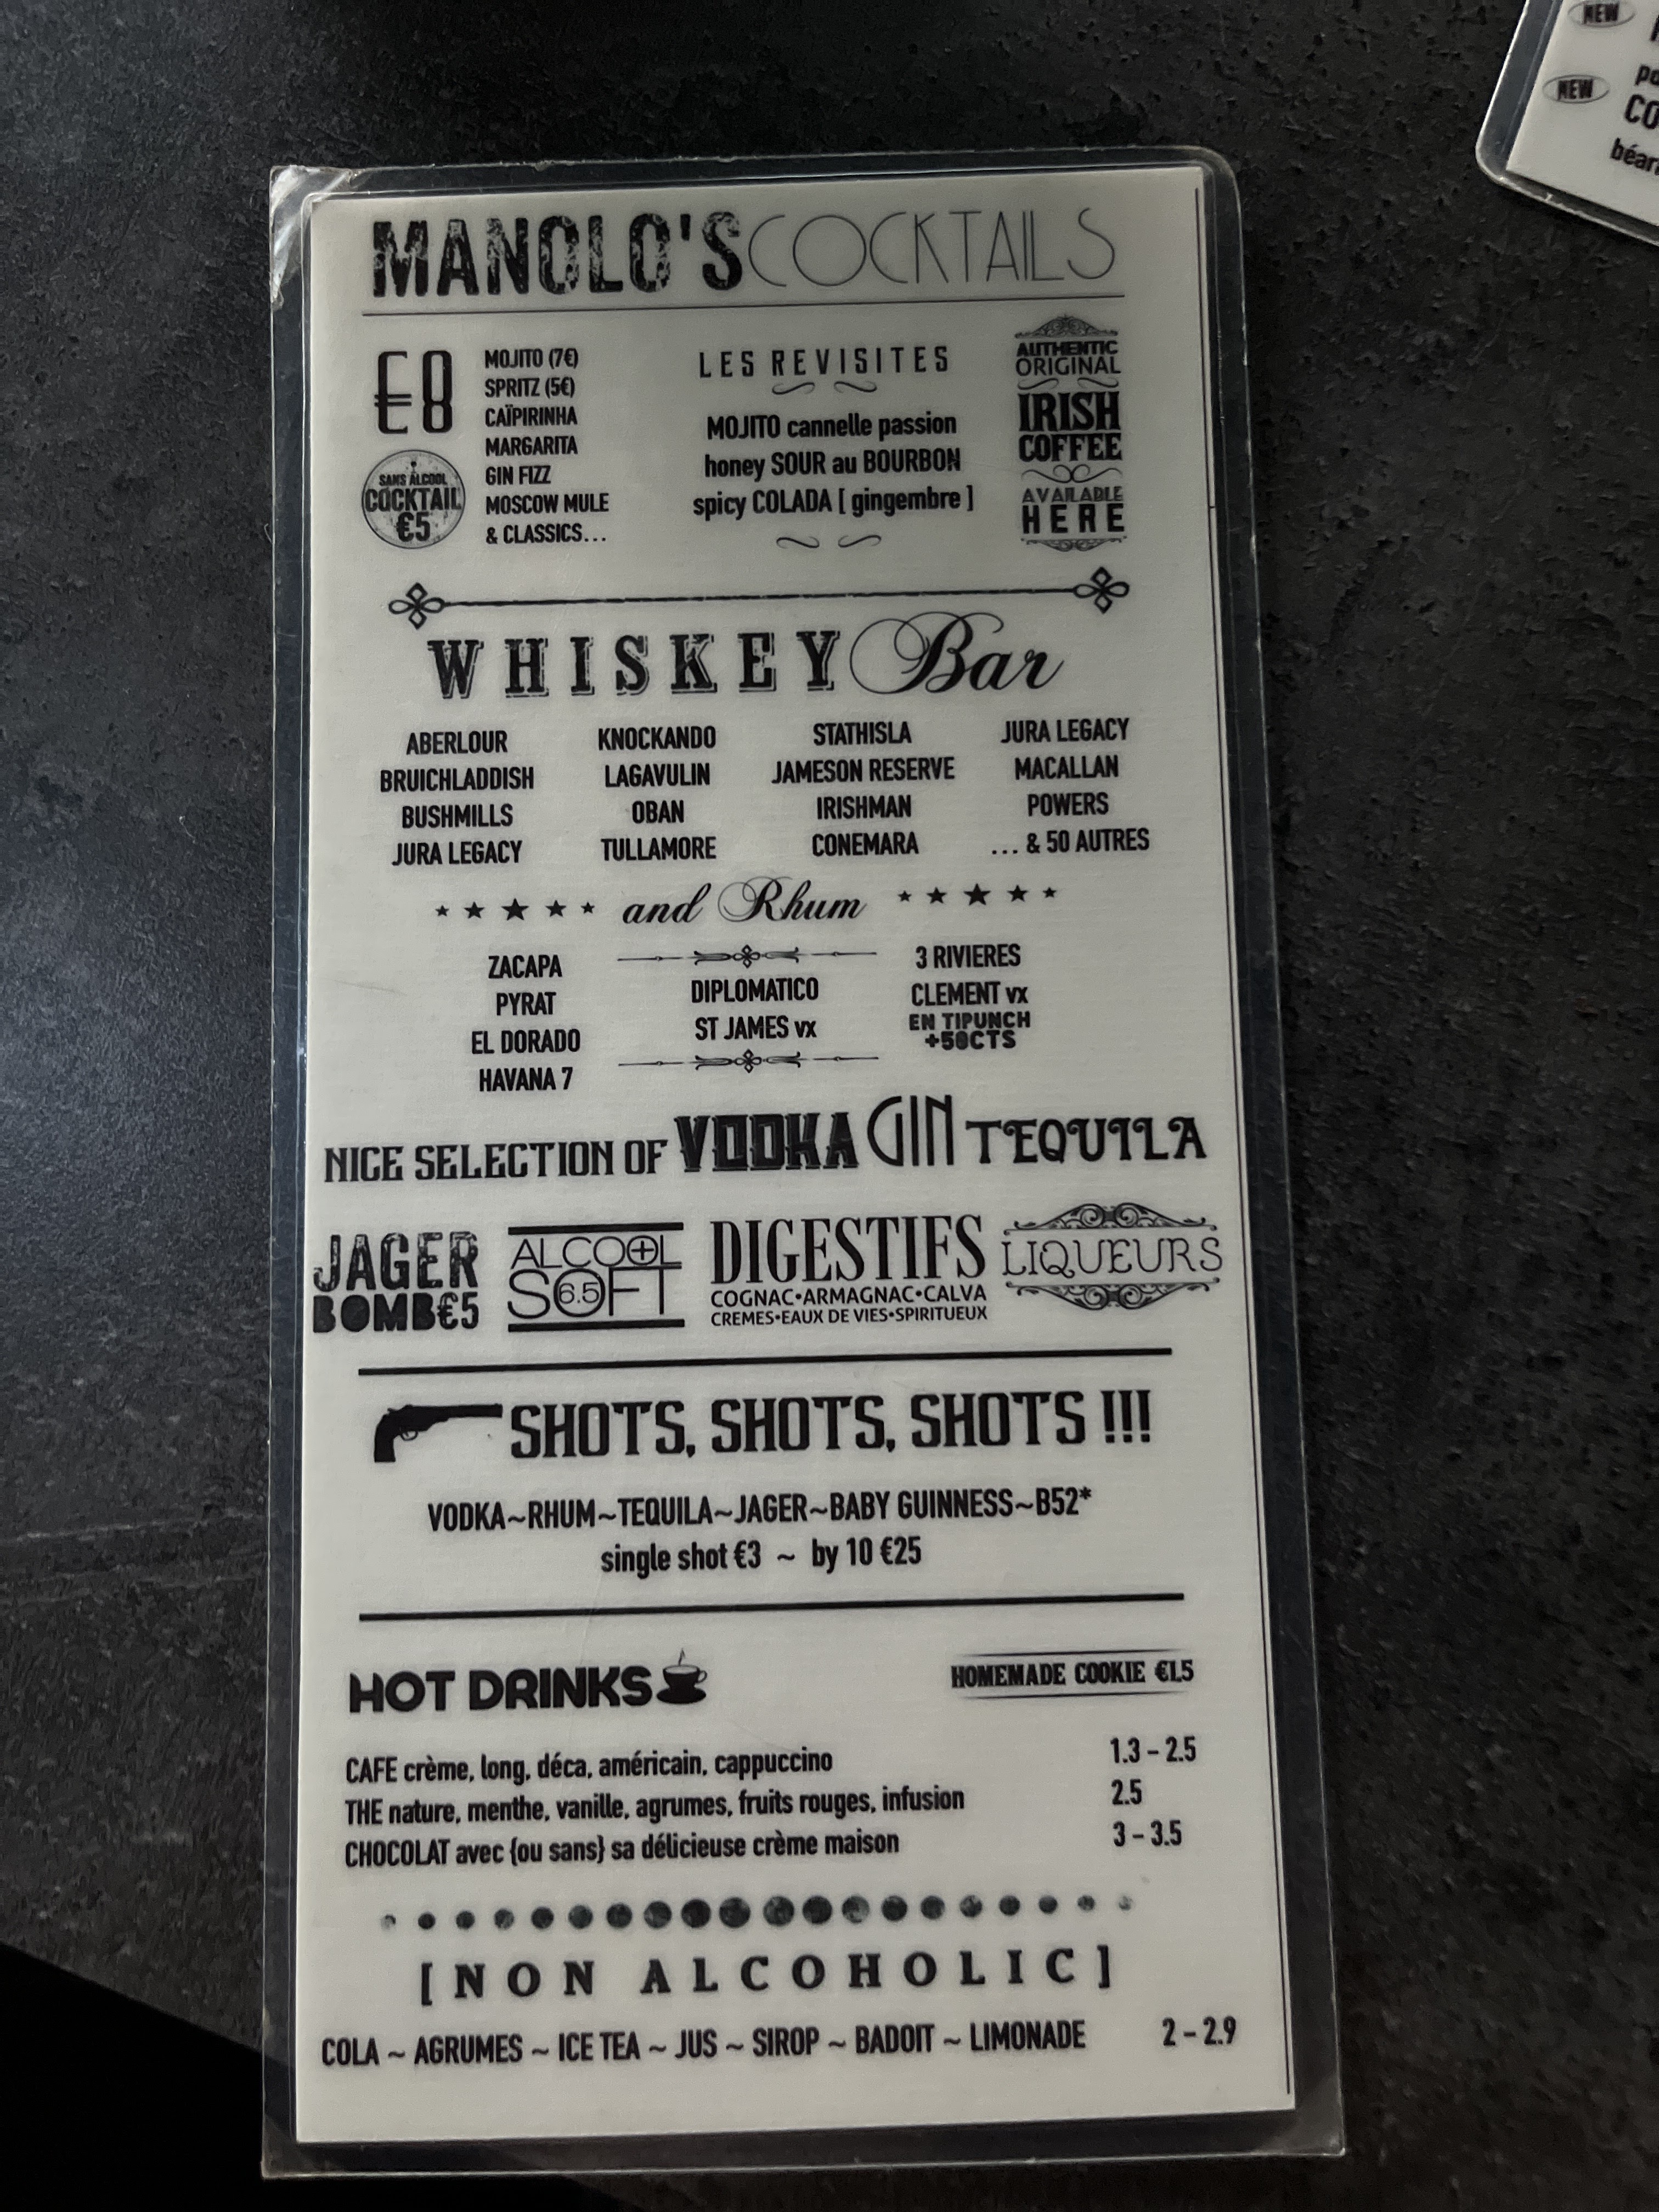 MANOLO'S COCKTAILS
€8
SANS ALCOOL
COCKTAIL
€5
MOJITO (7€)
SPRITZ (5€)
CAÏPIRINHA
MARGARITA
GIN FIZZ
MOSCOW MULE
& CLASSICS...
LES REVISITES
MOJITO cannelle passion
honey SOUR au BOURBON
spicy COLADA [ gingembre ]
AUTHENTIC
ORIGINAL
IRISH
COFFEE
AVAILABLE
HERE
WHISKEY Bar
ABERLOUR
BRUICHLADDISH
BUSHMILLS
JURA LEGACY
KNOCKANDO
LAGAVULIN
OBAN
TULLAMORE
STATHISLA
JAMESON RESERVE
IRISHMAN
CONEMARA
JURA LEGACY
MACALLAN
POWERS
... & 50 AUTRES
and Rhum
ZACAPA
PYRAT
EL DORADO
HAVANA 7
DIPLOMATICO
ST JAMES vx
3 RIVIERES
CLEMENT vx
EN TIPUNCH
+50CTS
NICE SELECTION OF VODKA GIN TEQUILA
JAGER
BOMB€5
ALCOOL
SOFT
6.5
DIGESTIFS
COGNAC•ARMAGNAC•CALVA
CREMES•EAUX DE VIES•SPIRITUEUX
LIQUEURS
SHOTS, SHOTS, SHOTS !!!
VODKA~RHUM~TEQUILA~JAGER~BABY GUINNESS~B52*
single shot €3 ~ by 10 €25
HOT DRINKS
HOMEMADE COOKIE €1.5
CAFE crème, long, déca, américain, cappuccino 1.3 – 2.5
THE nature, menthe, vanille, agrumes, fruits rouges, infusion 2.5
CHOCOLAT avec {ou sans} sa délicieuse crème maison 3 – 3.5
[NON ALCOHOLIC]
COLA ~ AGRUMES ~ ICE TEA ~ JUS ~ SIROP ~ BADOIT ~ LIMONADE 2 – 2.9
NEW
NEW